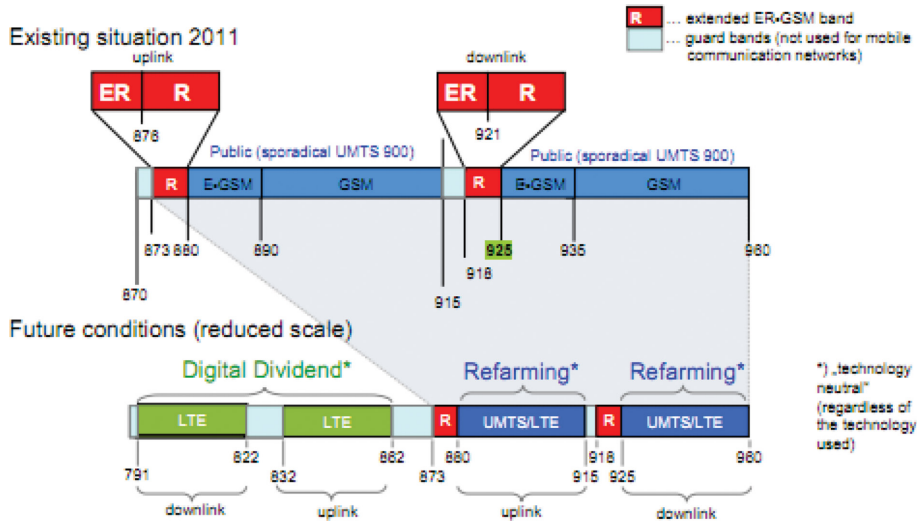 R ... extended ER•GSM band
... guard bands (not used for mobile
communication networks)
Existing situation 2011
uplink
downlink
ER R
ER R
876
921
Public (sporadical UMTS 900)
Public (sporadical UMTS 900)
R E•GSM GSM R E•GSM GSM
873 880 890 925 935 960
918
870 915
Future conditions (reduced scale)
Digital Dividend* Refarming* Refarming*
*) „technology
neutral"
(regardless of
the technology
used)
LTE LTE R UMTS/LTE R UMTS/LTE
791 822 832 862 873 880 915 918 925 960
downlink uplink uplink downlink